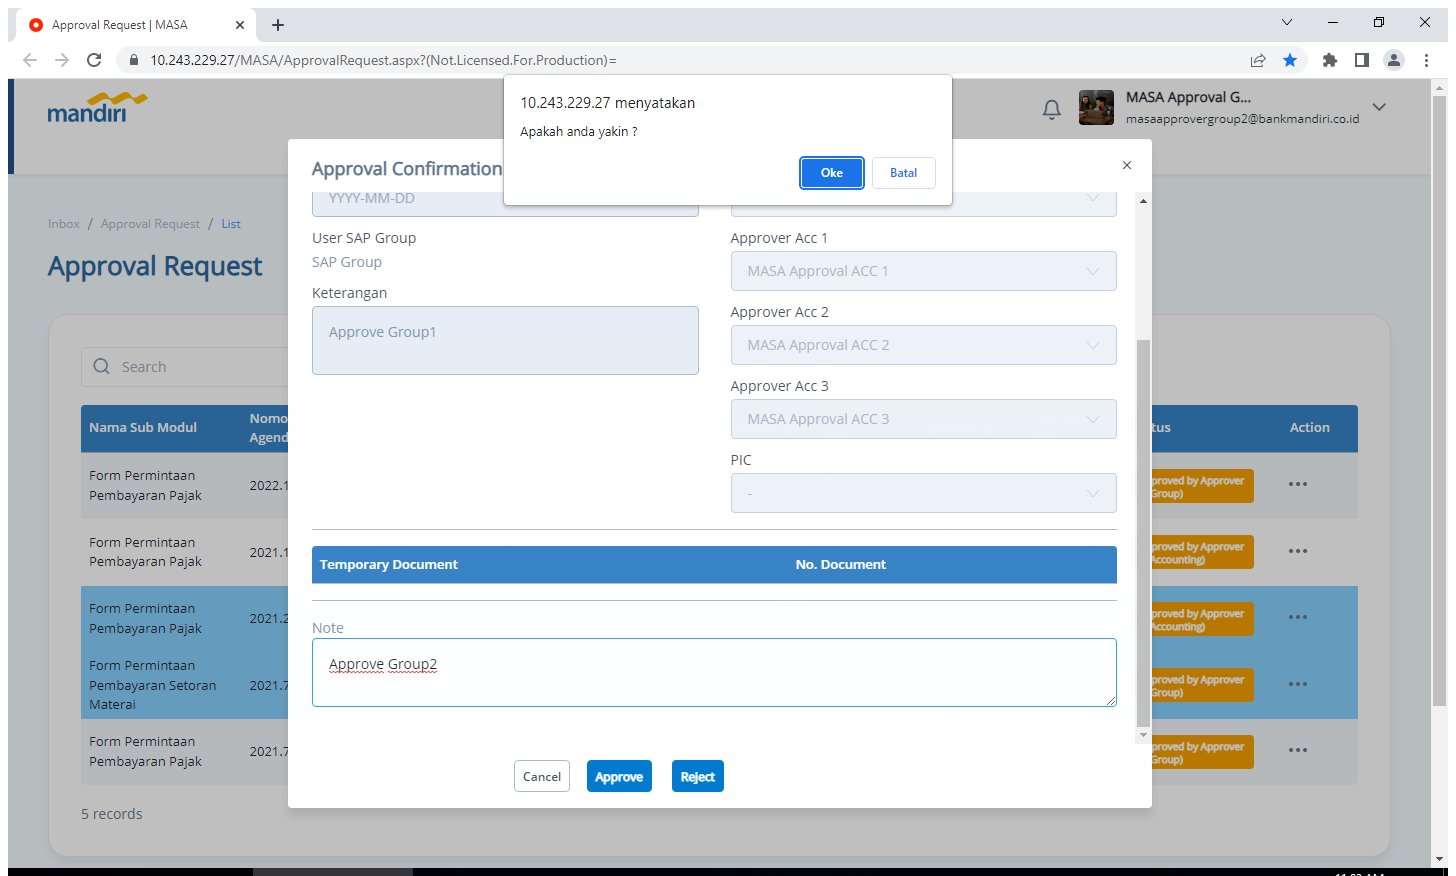 Approval Request | MASA
10.243.229.27/MASA/ApprovalRequest.aspx?(Not.Licensed.For.Production)=
mandiri
MASA Approval G...
masaapprovergroup2@bankmandiri.co.id
10.243.229.27 menyatakan
Apakah anda yakin ?
Oke
Batal
Inbox / Approval Request / List
Approval Request
Search
Nama Sub Modul
Nomo
Agend
tus
Action
Form Permintaan
Pembayaran Pajak
2022.1
proved by Approver
Group)
Form Permintaan
Pembayaran Pajak
2021.1
proved by Approver
Accounting)
Form Permintaan
Pembayaran Pajak
2021.2
proved by Approver
Accounting)
Form Permintaan
Pembayaran Setoran
Materai
2021.7
proved by Approver
Group)
Form Permintaan
Pembayaran Pajak
2021.7
proved by Approver
Group)
5 records
Approval Confirmation
YYYY-MM-DD
User SAP Group
SAP Group
Keterangan
Approve Group1
Approver Acc 1
MASA Approval ACC 1
Approver Acc 2
MASA Approval ACC 2
Approver Acc 3
MASA Approval ACC 3
PIC
-
Temporary Document
No. Document
Note
Approve Group2
Cancel
Approve
Reject